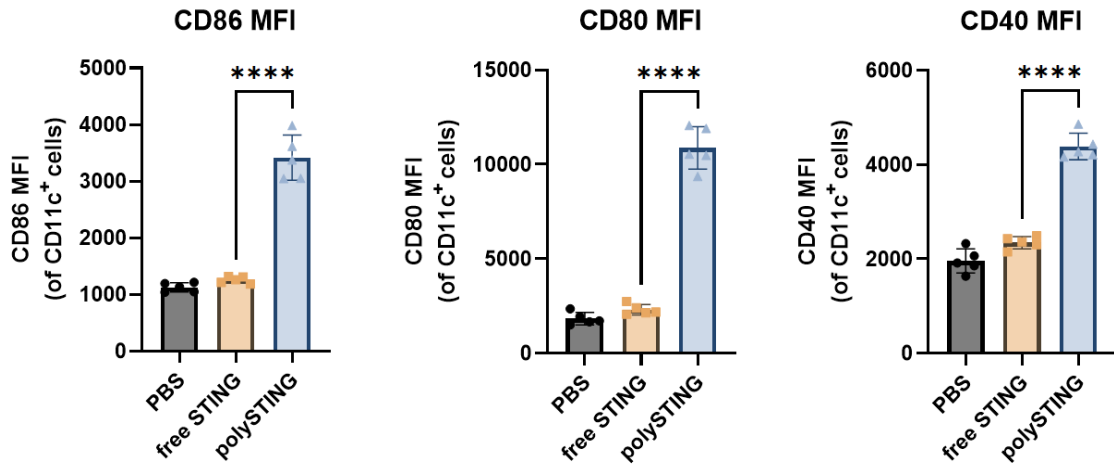 CD86 MFI
CD86 MFI
(of CD11c⁺ cells)
5000
4000
3000
2000
1000
0
****
PBS
free STING
polySTING
CD80 MFI
CD80 MFI
(of CD11c⁺ cells)
15000
10000
5000
0
****
PBS
free STING
polySTING
CD40 MFI
CD40 MFI
(of CD11c⁺ cells)
6000
4000
2000
0
****
PBS
free STING
polySTING